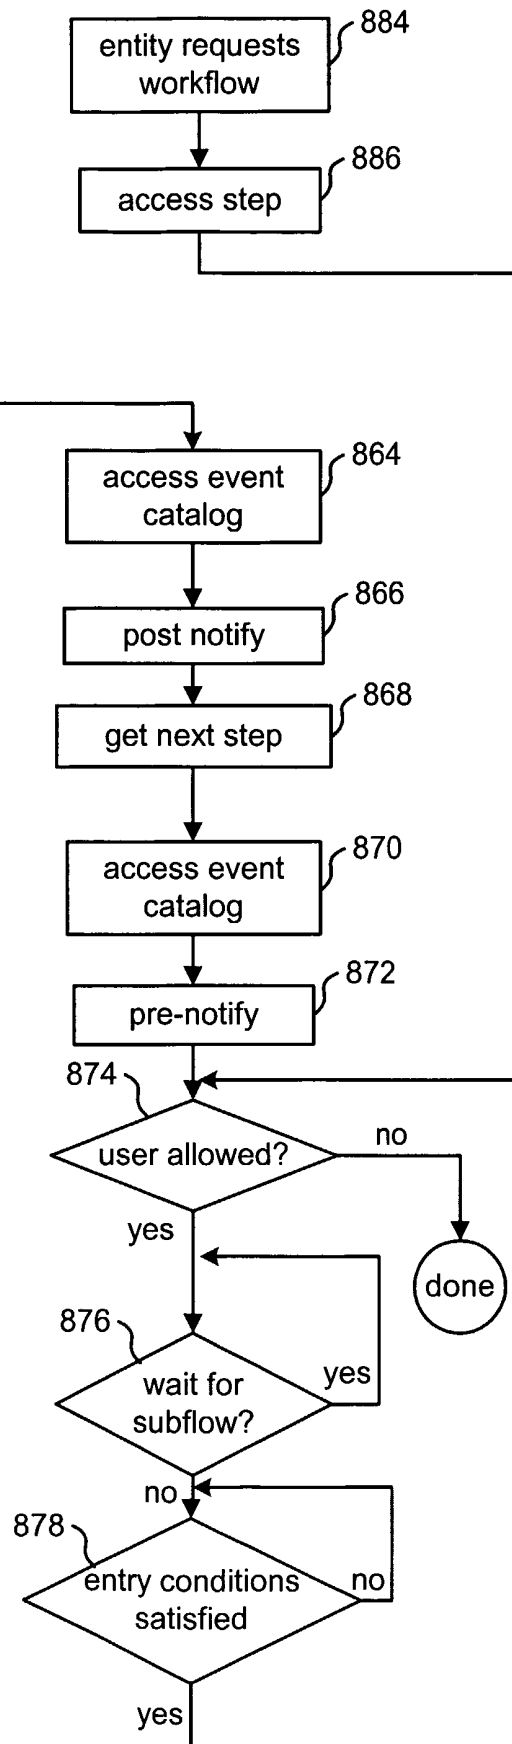 884
entity requests
workflow
886
access step
864
access event
catalog
866
post notify
868
get next step
870
access event
catalog
872
pre-notify
874
user allowed?
no
yes
done
876
wait for
subflow?
yes
no
878
entry conditions
satisfied
no
yes